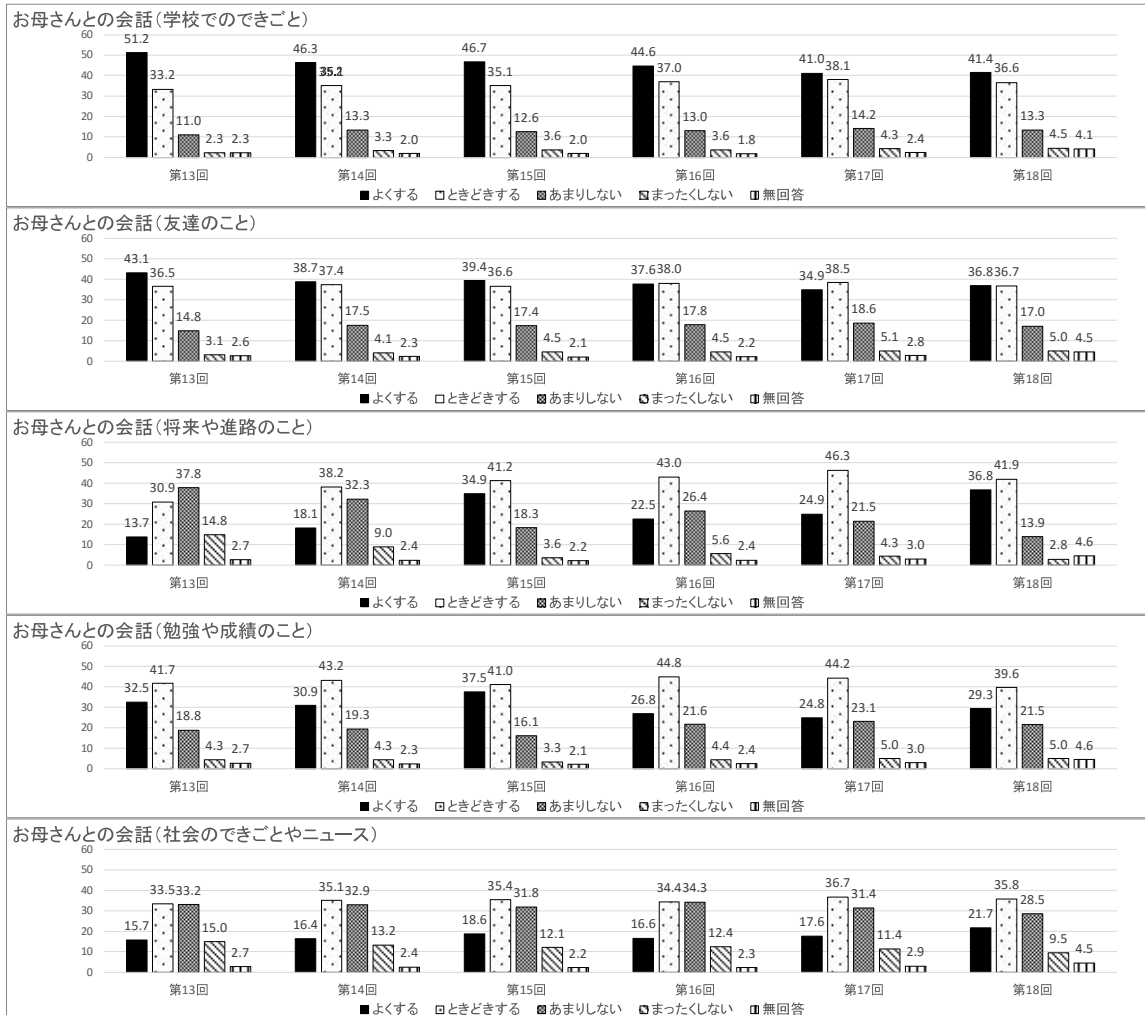 お母さんとの会話（学校でのできごと）
60
50
40
30
20
10
0
51.2 33.2 11.0 2.3 2.3
46.3 13.3 3.3 2.0
46.7 35.1 12.6 3.6 2.0
44.6 37.0 13.0 3.6 1.8
41.0 38.1 14.2 4.3 2.4
41.4 36.6 13.3 4.5 4.1
第13回 第14回 第15回 第16回 第17回 第18回
■よくする □ときどきする あまりしない まったくしない 無回答
お母さんとの会話（友達のこと）
60
50
40
30
20
10
0
43.1 36.5 14.8 3.1 2.6
38.7 37.4 17.5 4.1 2.3
39.4 36.6 17.4 4.5 2.1
37.6 38.0 17.8 4.5 2.2
34.9 38.5 18.6 5.1 2.8
36.8 36.7 17.0 5.0 4.5
第13回 第14回 第15回 第16回 第17回 第18回
■よくする □ときどきする あまりしない まったくしない 無回答
お母さんとの会話（将来や進路のこと）
60
50
40
30
20
10
0
13.7 30.9 37.8 14.8 2.7
18.1 38.2 32.3 9.0 2.4
34.9 41.2 18.3 3.6 2.2
22.5 43.0 26.4 5.6 2.4
24.9 46.3 21.5 4.3 3.0
36.8 41.9 13.9 2.8 4.6
第13回 第14回 第15回 第16回 第17回 第18回
■よくする □ときどきする あまりしない まったくしない 無回答
お母さんとの会話（勉強や成績のこと）
60
50
40
30
20
10
0
32.5 41.7 18.8 4.3 2.7
30.9 43.2 19.3 4.3 2.3
37.5 41.0 16.1 3.3 2.1
26.8 44.8 21.6 4.4 2.4
24.8 44.2 23.1 5.0 3.0
29.3 39.6 21.5 5.0 4.6
第13回 第14回 第15回 第16回 第17回 第18回
■よくする □ときどきする あまりしない まったくしない 無回答
お母さんとの会話（社会のできごとやニュース）
60
50
40
30
20
10
0
15.7 33.5 33.2 15.0 2.7
16.4 35.1 32.9 13.2 2.4
18.6 35.4 31.8 12.1 2.2
16.6 34.4 34.3 12.4 2.3
17.6 36.7 31.4 11.4 2.9
21.7 35.8 28.5 9.5 4.5
第13回 第14回 第15回 第16回 第17回 第18回
■よくする □ときどきする あまりしない まったくしない 無回答